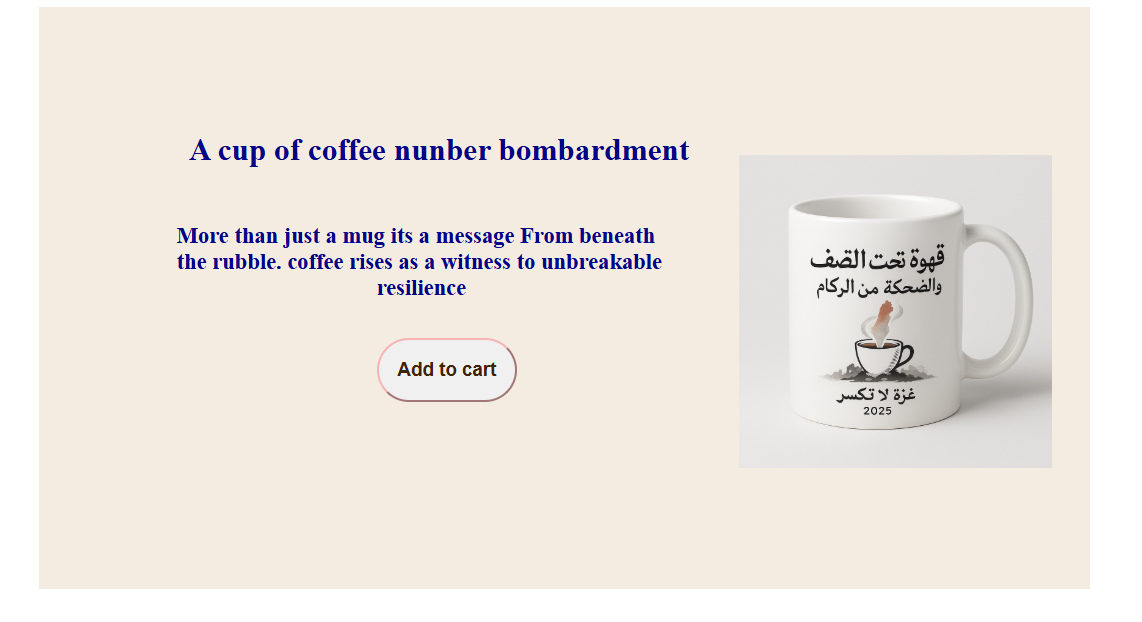 A cup of coffee nunber bombardment
More than just a mug its a message From beneath
the rubble. coffee rises as a witness to unbreakable
resilience
Add to cart
قهوة تحت القصف
والضحكة من الركام
غزة لا تكسر
2025